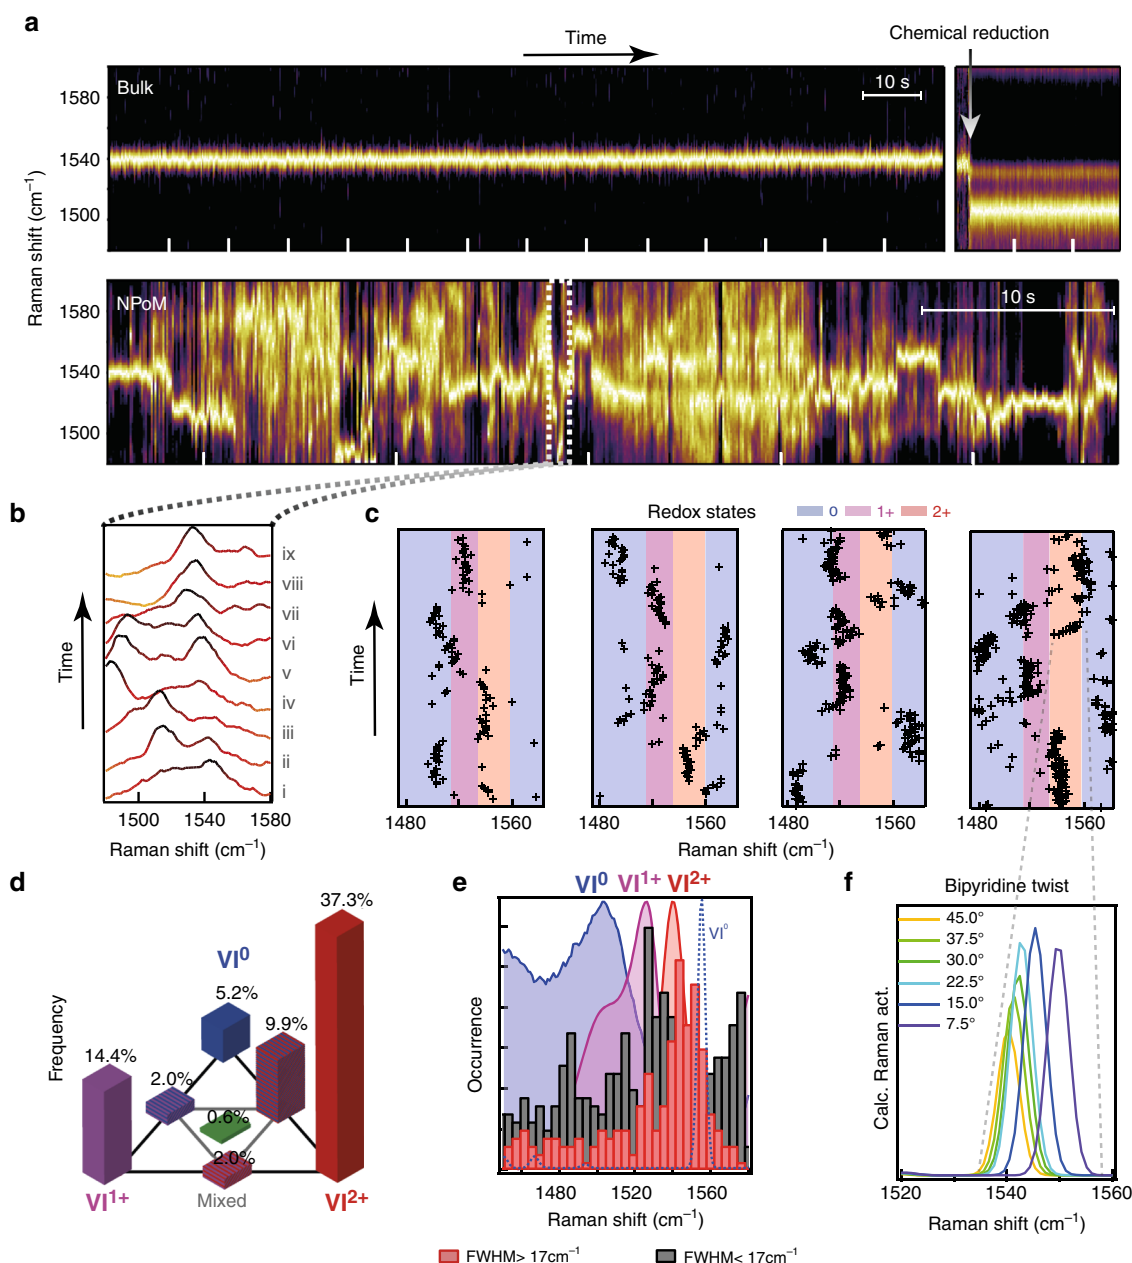 a
Time
Chemical reduction
Bulk
10 s
1580
1540
1500
Raman shift (cm⁻¹)
NPoM
10 s
1580
1540
1500
b
ix
viii
vii
vi
v
iv
iii
ii
i
Time
1500 1540 1580
Raman shift (cm⁻¹)
c
Redox states 0 1+ 2+
Time
1480 1560 1480 1560 1480 1560 1480 1560
Raman shift (cm⁻¹)
d
Frequency
37.3%
VI⁰
5.2%
9.9%
14.4%
2.0%
0.6%
2.0%
Mixed
VI¹⁺
VI²⁺
e
VI⁰ VI¹⁺ VI²⁺
VI⁰
Occurrence
1480 1520 1560
Raman shift (cm⁻¹)
FWHM> 17cm⁻¹ FWHM< 17cm⁻¹
f
Bipyridine twist
45.0°
37.5°
30.0°
22.5°
15.0°
7.5°
Calc. Raman act.
1520 1540 1560
Raman shift (cm⁻¹)